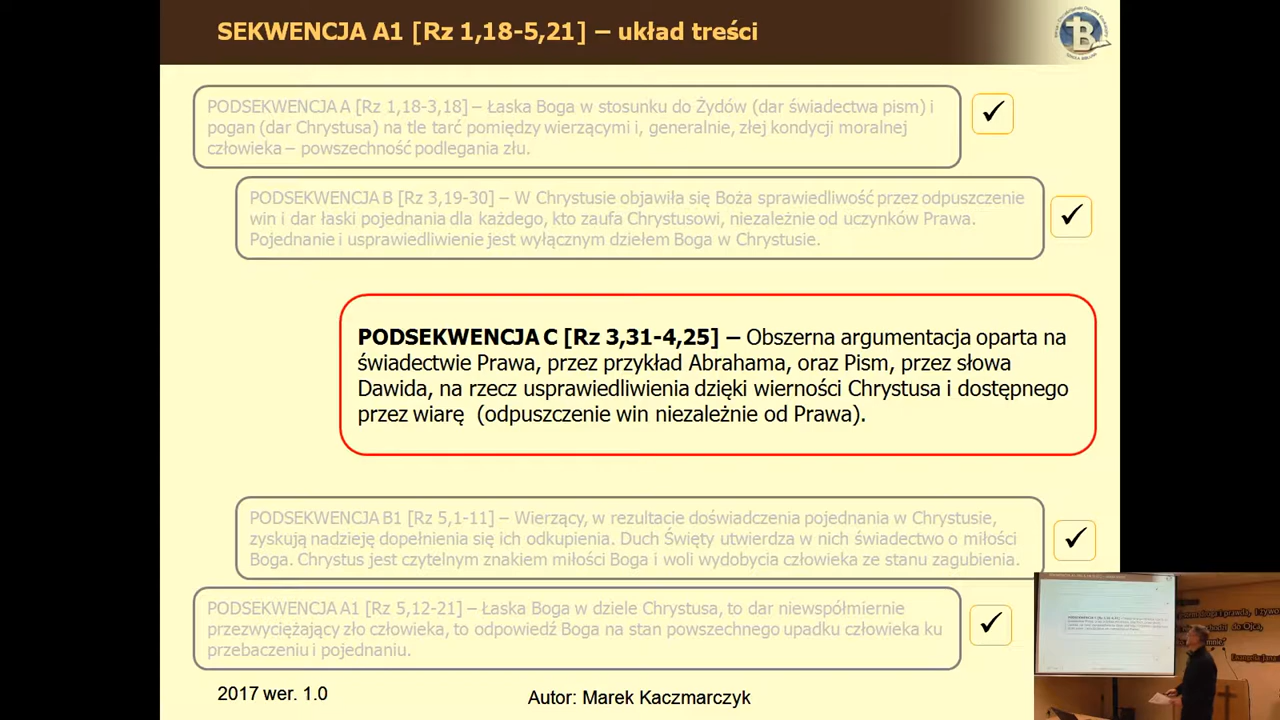 SEKWENCJA A1 [Rz 1,18-5,21] – układ treści
PODSEKWENCJA A [Rz 1,18-3,18] – Łaska Boga w stosunku do Żydów (dar świadectwa pism) i
pogan (dar Chrystusa) na tle tarć pomiędzy wierzącymi i, generalnie, złej kondycji moralnej
człowieka – powszechność podlegania złu.
PODSEKWENCJA B [Rz 3,19-30] – W Chrystusie objawiła się Boża sprawiedliwość przez odpuszczenie
win i dar łaski pojednania dla każdego, kto zaufa Chrystusowi, niezależnie od uczynków Prawa.
Pojednanie i usprawiedliwienie jest wyłącznym dziełem Boga w Chrystusie.
PODSEKWENCJA C [Rz 3,31-4,25] – Obszerna argumentacja oparta na
świadectwie Prawa, przez przykład Abrahama, oraz Pism, przez słowa
Dawida, na rzecz usprawiedliwienia dzięki wierności Chrystusa i dostępnego
przez wiarę (odpuszczenie win niezależnie od Prawa).
PODSEKWENCJA B1 [Rz 5,1-11] – Wierzący, w rezultacie doświadczenia pojednania w Chrystusie,
zyskują nadzieję dopełnienia się ich odkupienia. Duch Święty utwierdza w nich świadectwo o miłości
Boga. Chrystus jest czytelnym znakiem miłości Boga i woli wydobycia człowieka ze stanu zagubienia.
PODSEKWENCJA A1 [Rz 5,12-21] – Łaska Boga w dziele Chrystusa, to dar niewspółmiernie
przezwyciężający zło ludzi, to odpowiedź Boga na stan powszechnego upadku człowieka ku
przebaczeniu i pojednaniu.
2017 wer. 1.0
Autor: Marek Kaczmarczyk